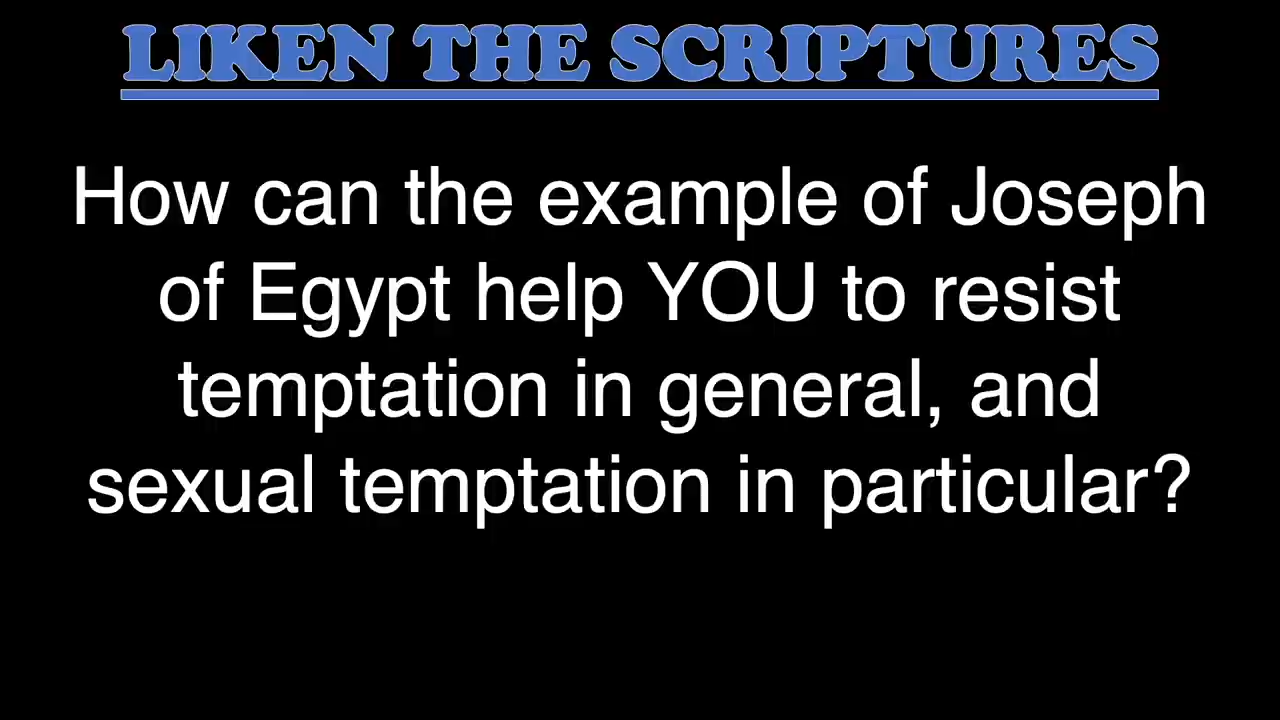 LIKEN THE SCRIPTURES
How can the example of Joseph
of Egypt help YOU to resist
temptation in general, and
sexual temptation in particular?